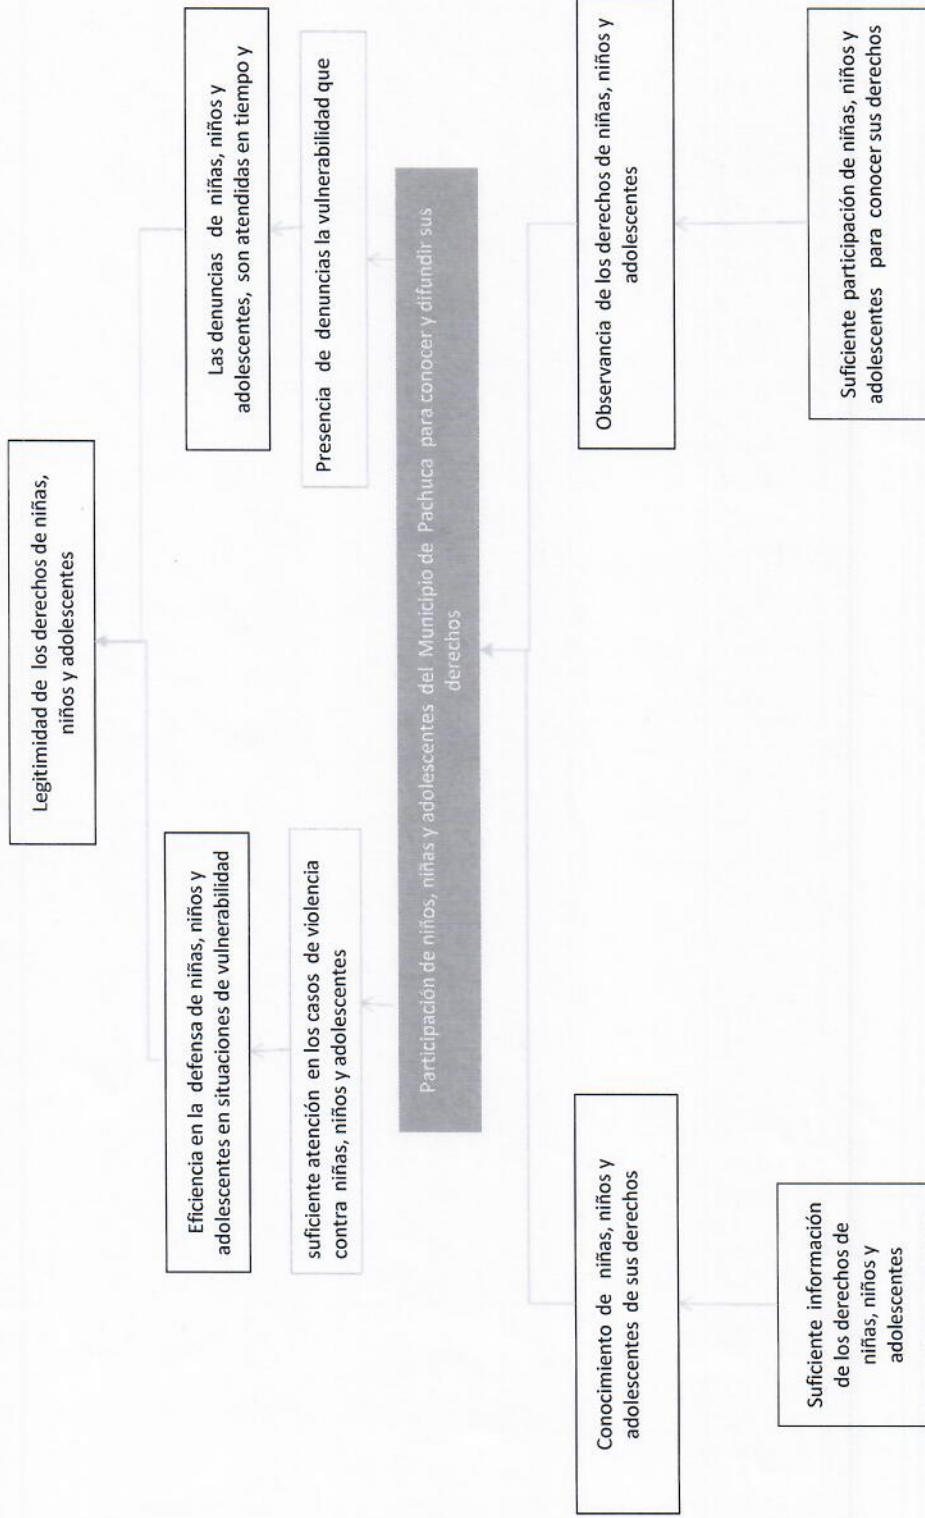 Legitimidad de los derechos de niñas,
niños y adolescentes
Eficiencia en la defensa de niñas, niños y
adolescentes en situaciones de vulnerabilidad
Las denuncias de niñas, niños y
adolescentes, son atendidas en tiempo y
suficiente atención en los casos de violencia
contra niñas, niños y adolescentes
Presencia de denuncias la vulnerabilidad que
Participación de niños, niñas y adolescentes del Municipio de Pachuca para conocer y difundir sus
derechos
Conocimiento de niñas, niños y
adolescentes de sus derechos
Observancia de los derechos de niñas, niños y
adolescentes
Suficiente información
de los derechos de
niñas, niños y
adolescentes
Suficiente participación de niñas, niños y
adolescentes para conocer sus derechos